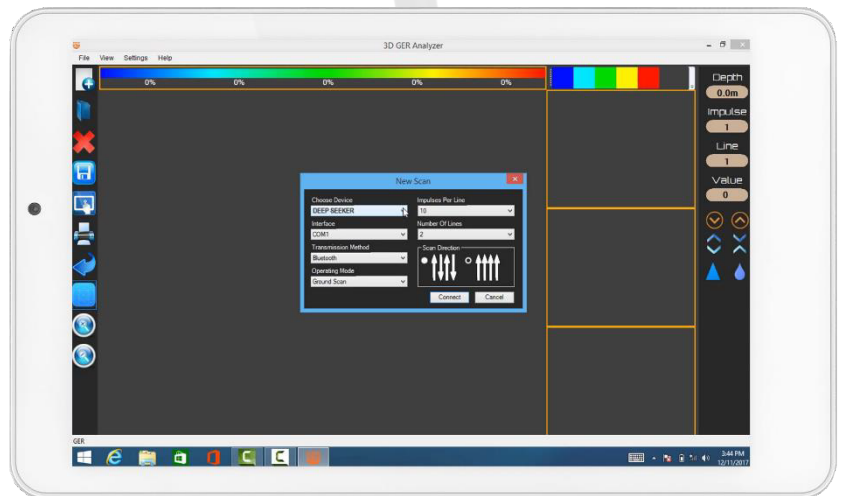 3D GER Analyzer
File View Settings Help
0% 0% 0% 0% 0%
Depth
0.0m
Impulse
1
Line
1
Value
0
New Scan
Choose Device
DEEP SEEKER
Interface
COM1
Transmission Method
Bluetooth
Operating Mode
Ground Scan
Impulses Per Line
10
Number Of Lines
2
Scan Direction
Connect Cancel
GER
3:44 PM
12/11/2017